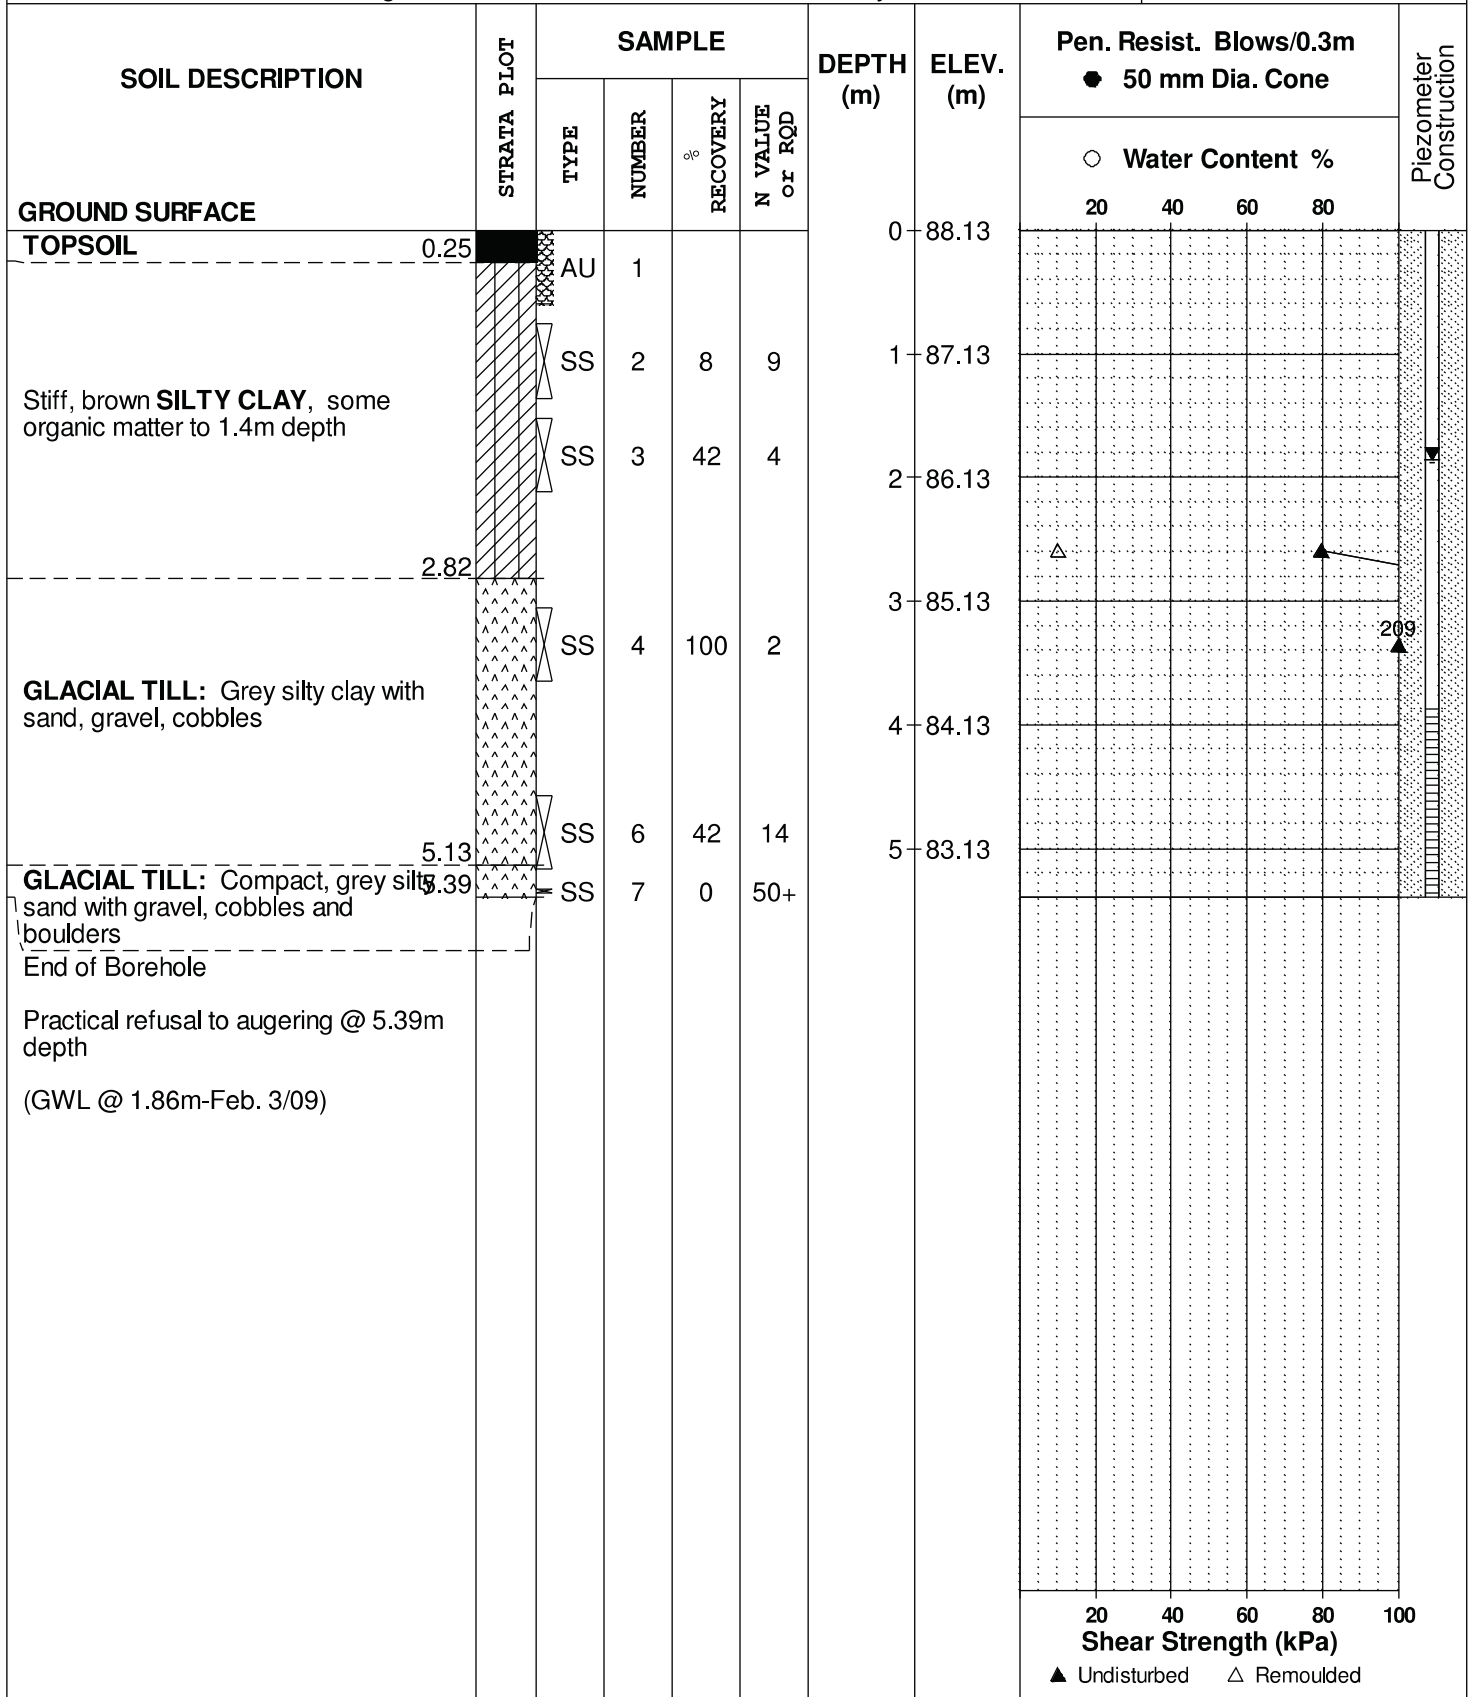 SOIL DESCRIPTION
GROUND SURFACE
STRATA PLOT
SAMPLE
TYPE
NUMBER
% RECOVERY
N VALUE or RQD
DEPTH (m)
ELEV. (m)
Pen. Resist. Blows/0.3m
● 50 mm Dia. Cone
○ Water Content %
20 40 60 80
Piezometer Construction
0 88.13
TOPSOIL 0.25
AU 1
SS 2 8 9
1 87.13
Stiff, brown SILTY CLAY, some
organic matter to 1.4m depth
SS 3 42 4
2 86.13
2.82
3 85.13
209
SS 4 100 2
GLACIAL TILL: Grey silty clay with
sand, gravel, cobbles
4 84.13
SS 6 42 14
5.13
5 83.13
GLACIAL TILL: Compact, grey silty 5.39
sand with gravel, cobbles and
boulders
SS 7 0 50+
End of Borehole
Practical refusal to augering @ 5.39m
depth
(GWL @ 1.86m-Feb. 3/09)
20 40 60 80 100
Shear Strength (kPa)
▲ Undisturbed △ Remoulded